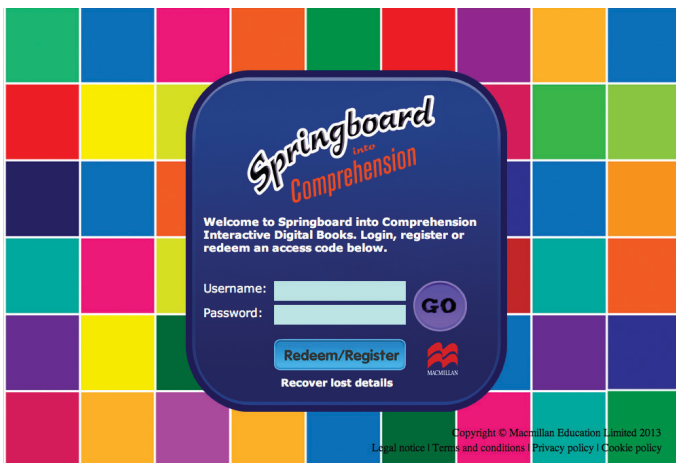 Springboard
into
Comprehension
Welcome to Springboard into Comprehension
Interactive Digital Books. Login, register or
redeem an access code below.
Username:
GO
Password:
Redeem/Register
MACMILLAN
Recover lost details
Copyright © Macmillan Education Limited 2013
Legal notice | Terms and conditions | Privacy policy | Cookie policy